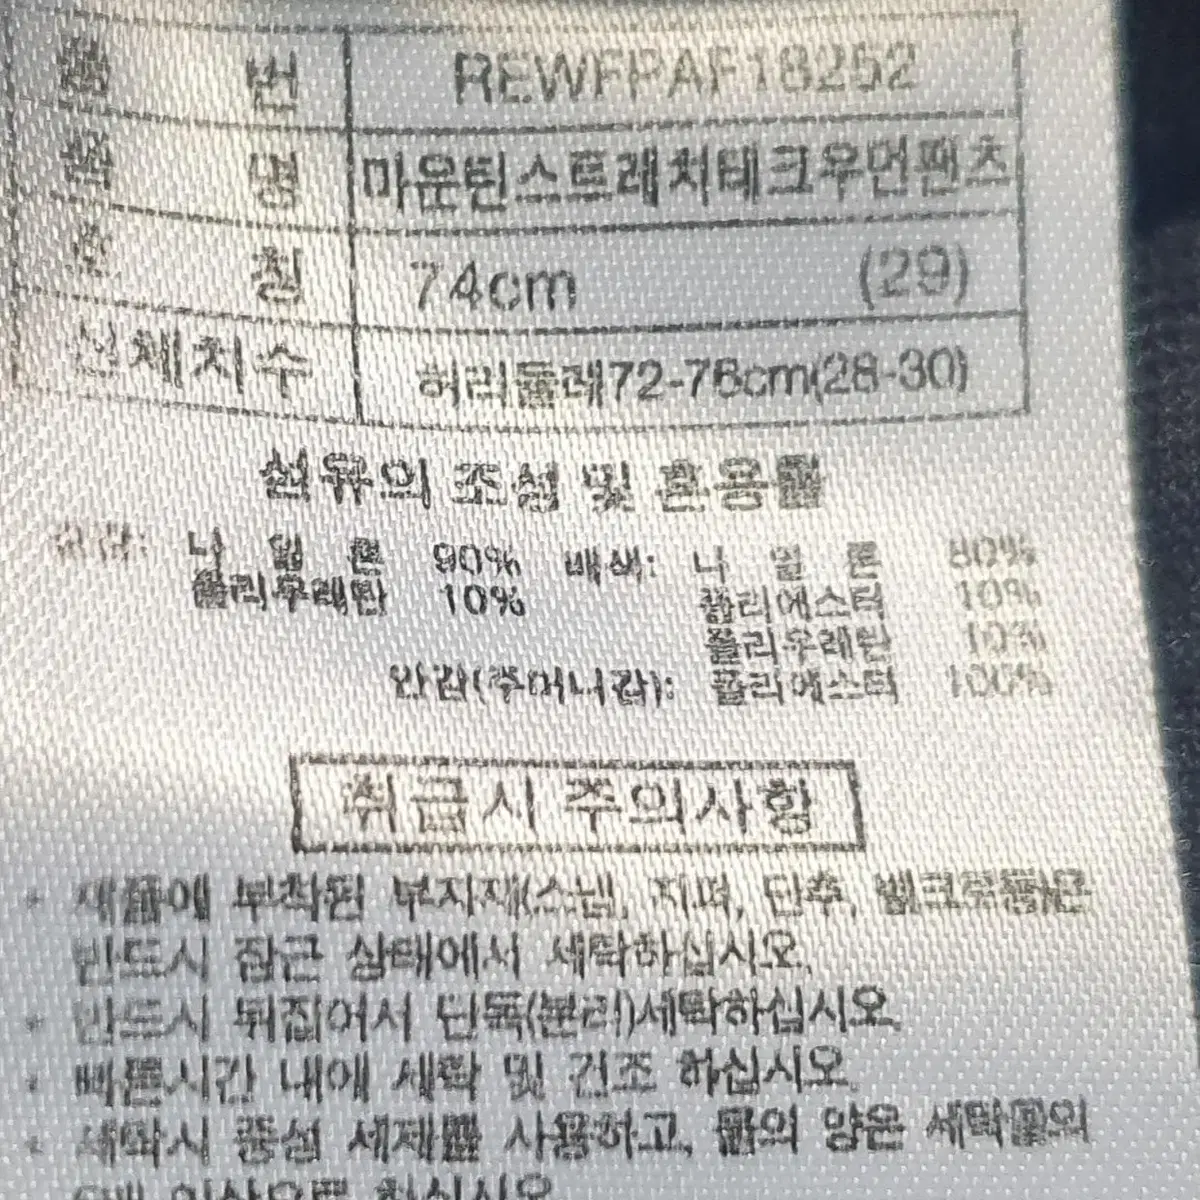 품 번 REWFPAF18252
품 명 마운틴스트레치테크우먼팬츠
호 칭 74cm (29)
신체치수 허리둘레72-76cm(28-30)
섬유의 조성 및 혼용률
겉감: 나 일 론 90% 배색: 나 일 론 80%
폴리우레탄 10% 폴리에스터 10%
폴리우레탄 10%
안감(주머니감): 폴리에스터 100%
취급시 주의사항
· 제품에 부착된 부자재(스냅, 지퍼, 단추, 벨크로등)은
반드시 잠근 상태에서 세탁하십시오.
· 반드시 뒤집어서 단독(분리)세탁하십시오.
· 빠른시간 내에 세탁 및 건조 하십시오.
· 세탁시 중성 세제를 사용하고, 물의 양은 세탁물의
이상으로 하십시오